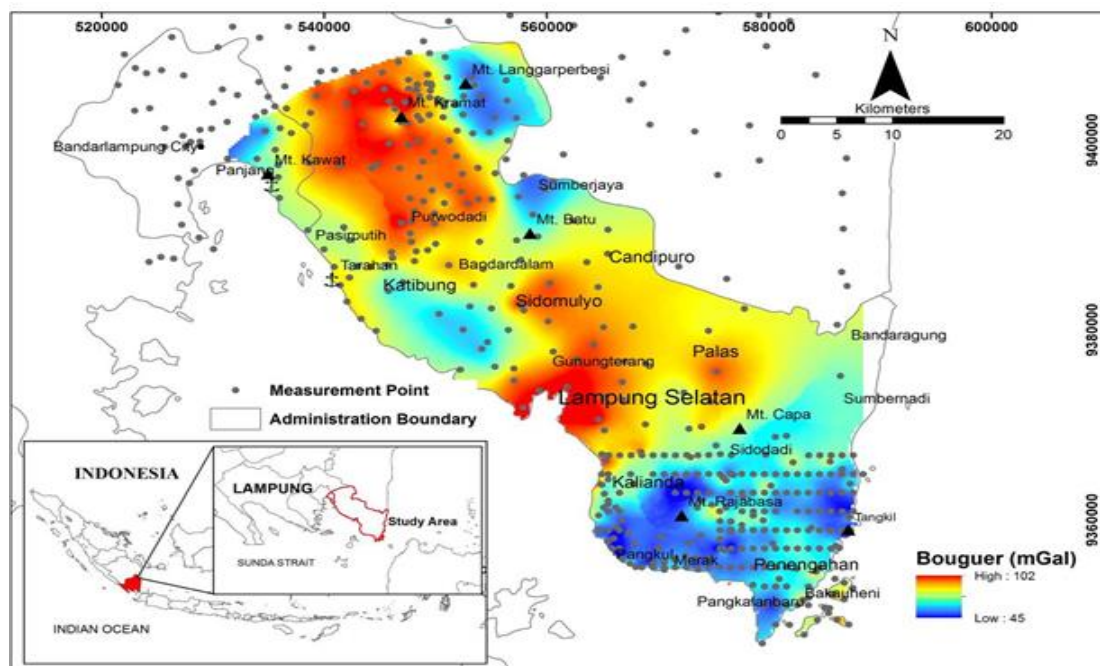 520000 540000 560000 580000 600000
N
Kilometers
0 5 10 20
9400000
9380000
9360000
Mt. Langgarperbesi
Mt. Kramat
Bandarlampung City
Mt. Kawat
Panjang
Sumberjaya
Purwodadi
Mt. Batu
Pasirputih
Tarahan
Bagdardalam
Candipuro
Katibung
Sidomulyo
Bandaragung
Gunungterang
Palas
Measurement Point
Administration Boundary
Lampung Selatan
Sumbernadi
Mt. Capa
Sidodadi
Kalianda
Mt. Rajabasa
Tangkil
Pangkul
Merak
Penengahan
Bakauheni
Pangkalanbaru
INDONESIA
LAMPUNG
Study Area
SUNDA STRAIT
INDIAN OCEAN
Bouguer (mGal)
High : 102
Low : 45